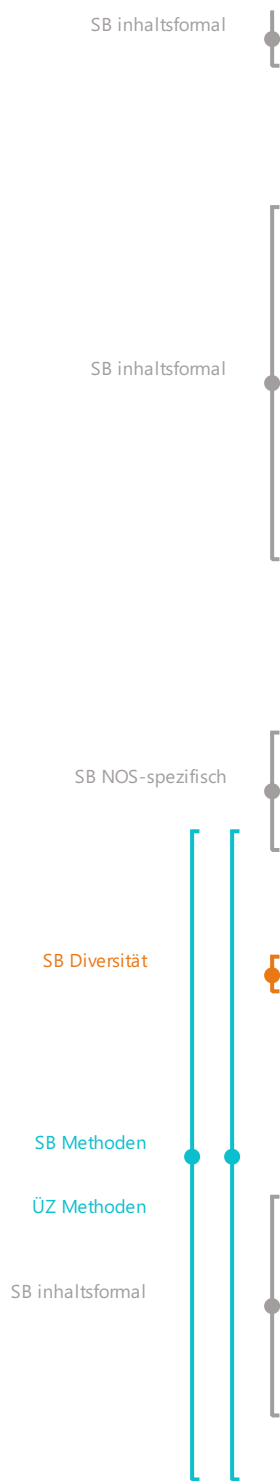 SB inhaltsformal
SB inhaltsformal
SB NOS-spezifisch
SB Diversität
SB Methoden
ÜZ Methoden
SB inhaltsformal